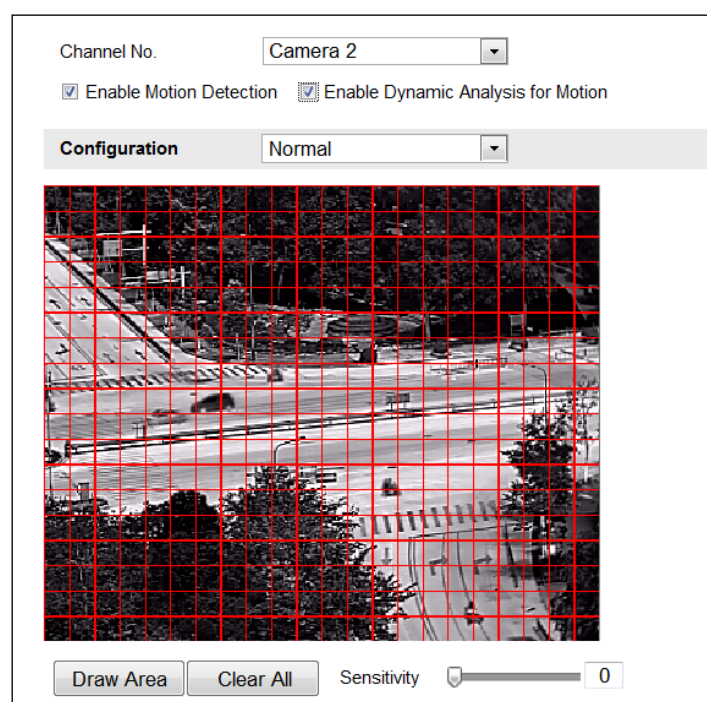 Channel No. Camera 2
Enable Motion Detection Enable Dynamic Analysis for Motion
Configuration Normal
Draw Area Clear All Sensitivity 0